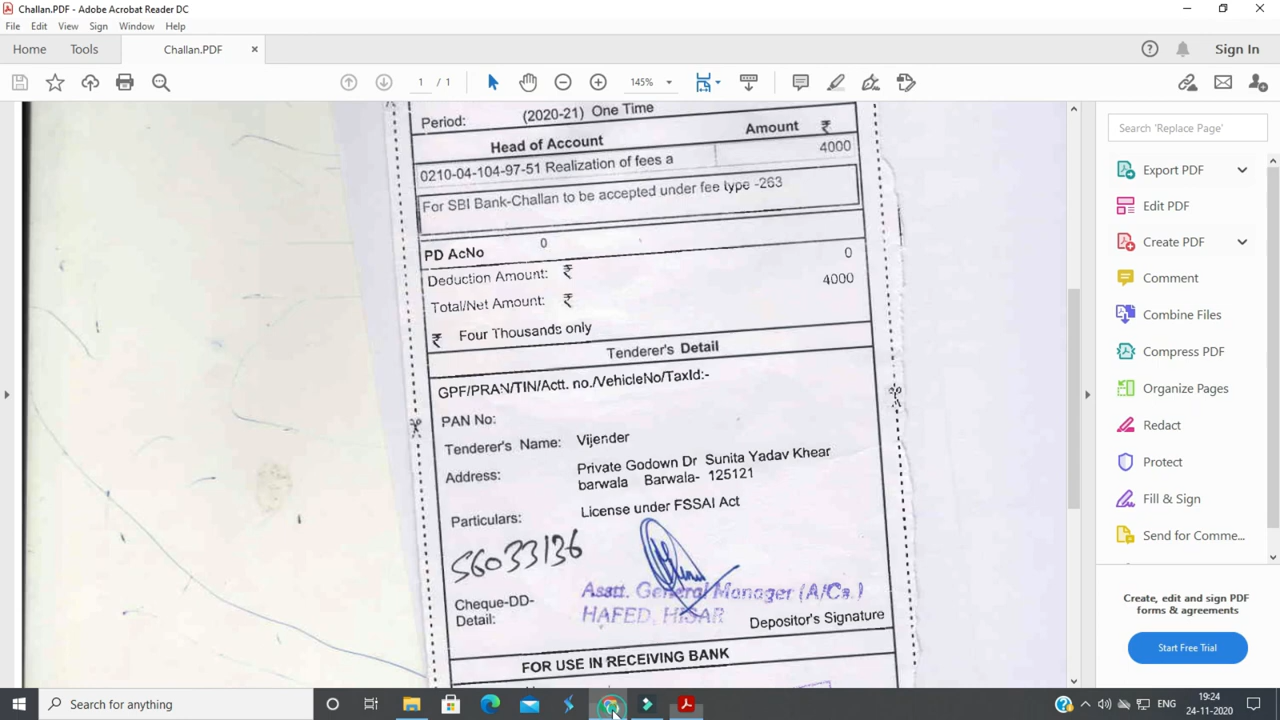 Challan.PDF - Adobe Acrobat Reader DC
File Edit View Sign Window Help
Home Tools Challan.PDF × Sign In
1 / 1 145%
Period: (2020-21) One Time
Head of Account Amount ₹
0210-04-104-97-51 Realization of fees a 4000
For SBI Bank-Challan to be accepted under fee type -263
PD AcNo 0
Deduction Amount: ₹ 0
Total/Net Amount: ₹ 4000
₹ Four Thousands only
Tenderer's Detail
GPF/PRAN/TIN/Actt. no./VehicleNo/TaxId:-
PAN No:
Tenderer's Name: Vijender
Address: Private Godown Dr Sunita Yadav Khear
barwala Barwala- 125121
Particulars: License under FSSAI Act
56033136
Cheque-DD-
Detail:
Asstt. General Manager (A/Cs.)
HAFED, HISAR
Depositor's Signature
FOR USE IN RECEIVING BANK
Search 'Replace Page'
Export PDF
Edit PDF
Create PDF
Comment
Combine Files
Compress PDF
Organize Pages
Redact
Protect
Fill & Sign
Send for Comme...
Create, edit and sign PDF
forms & agreements
Start Free Trial
Search for anything
ENG
19:24
24-11-2020